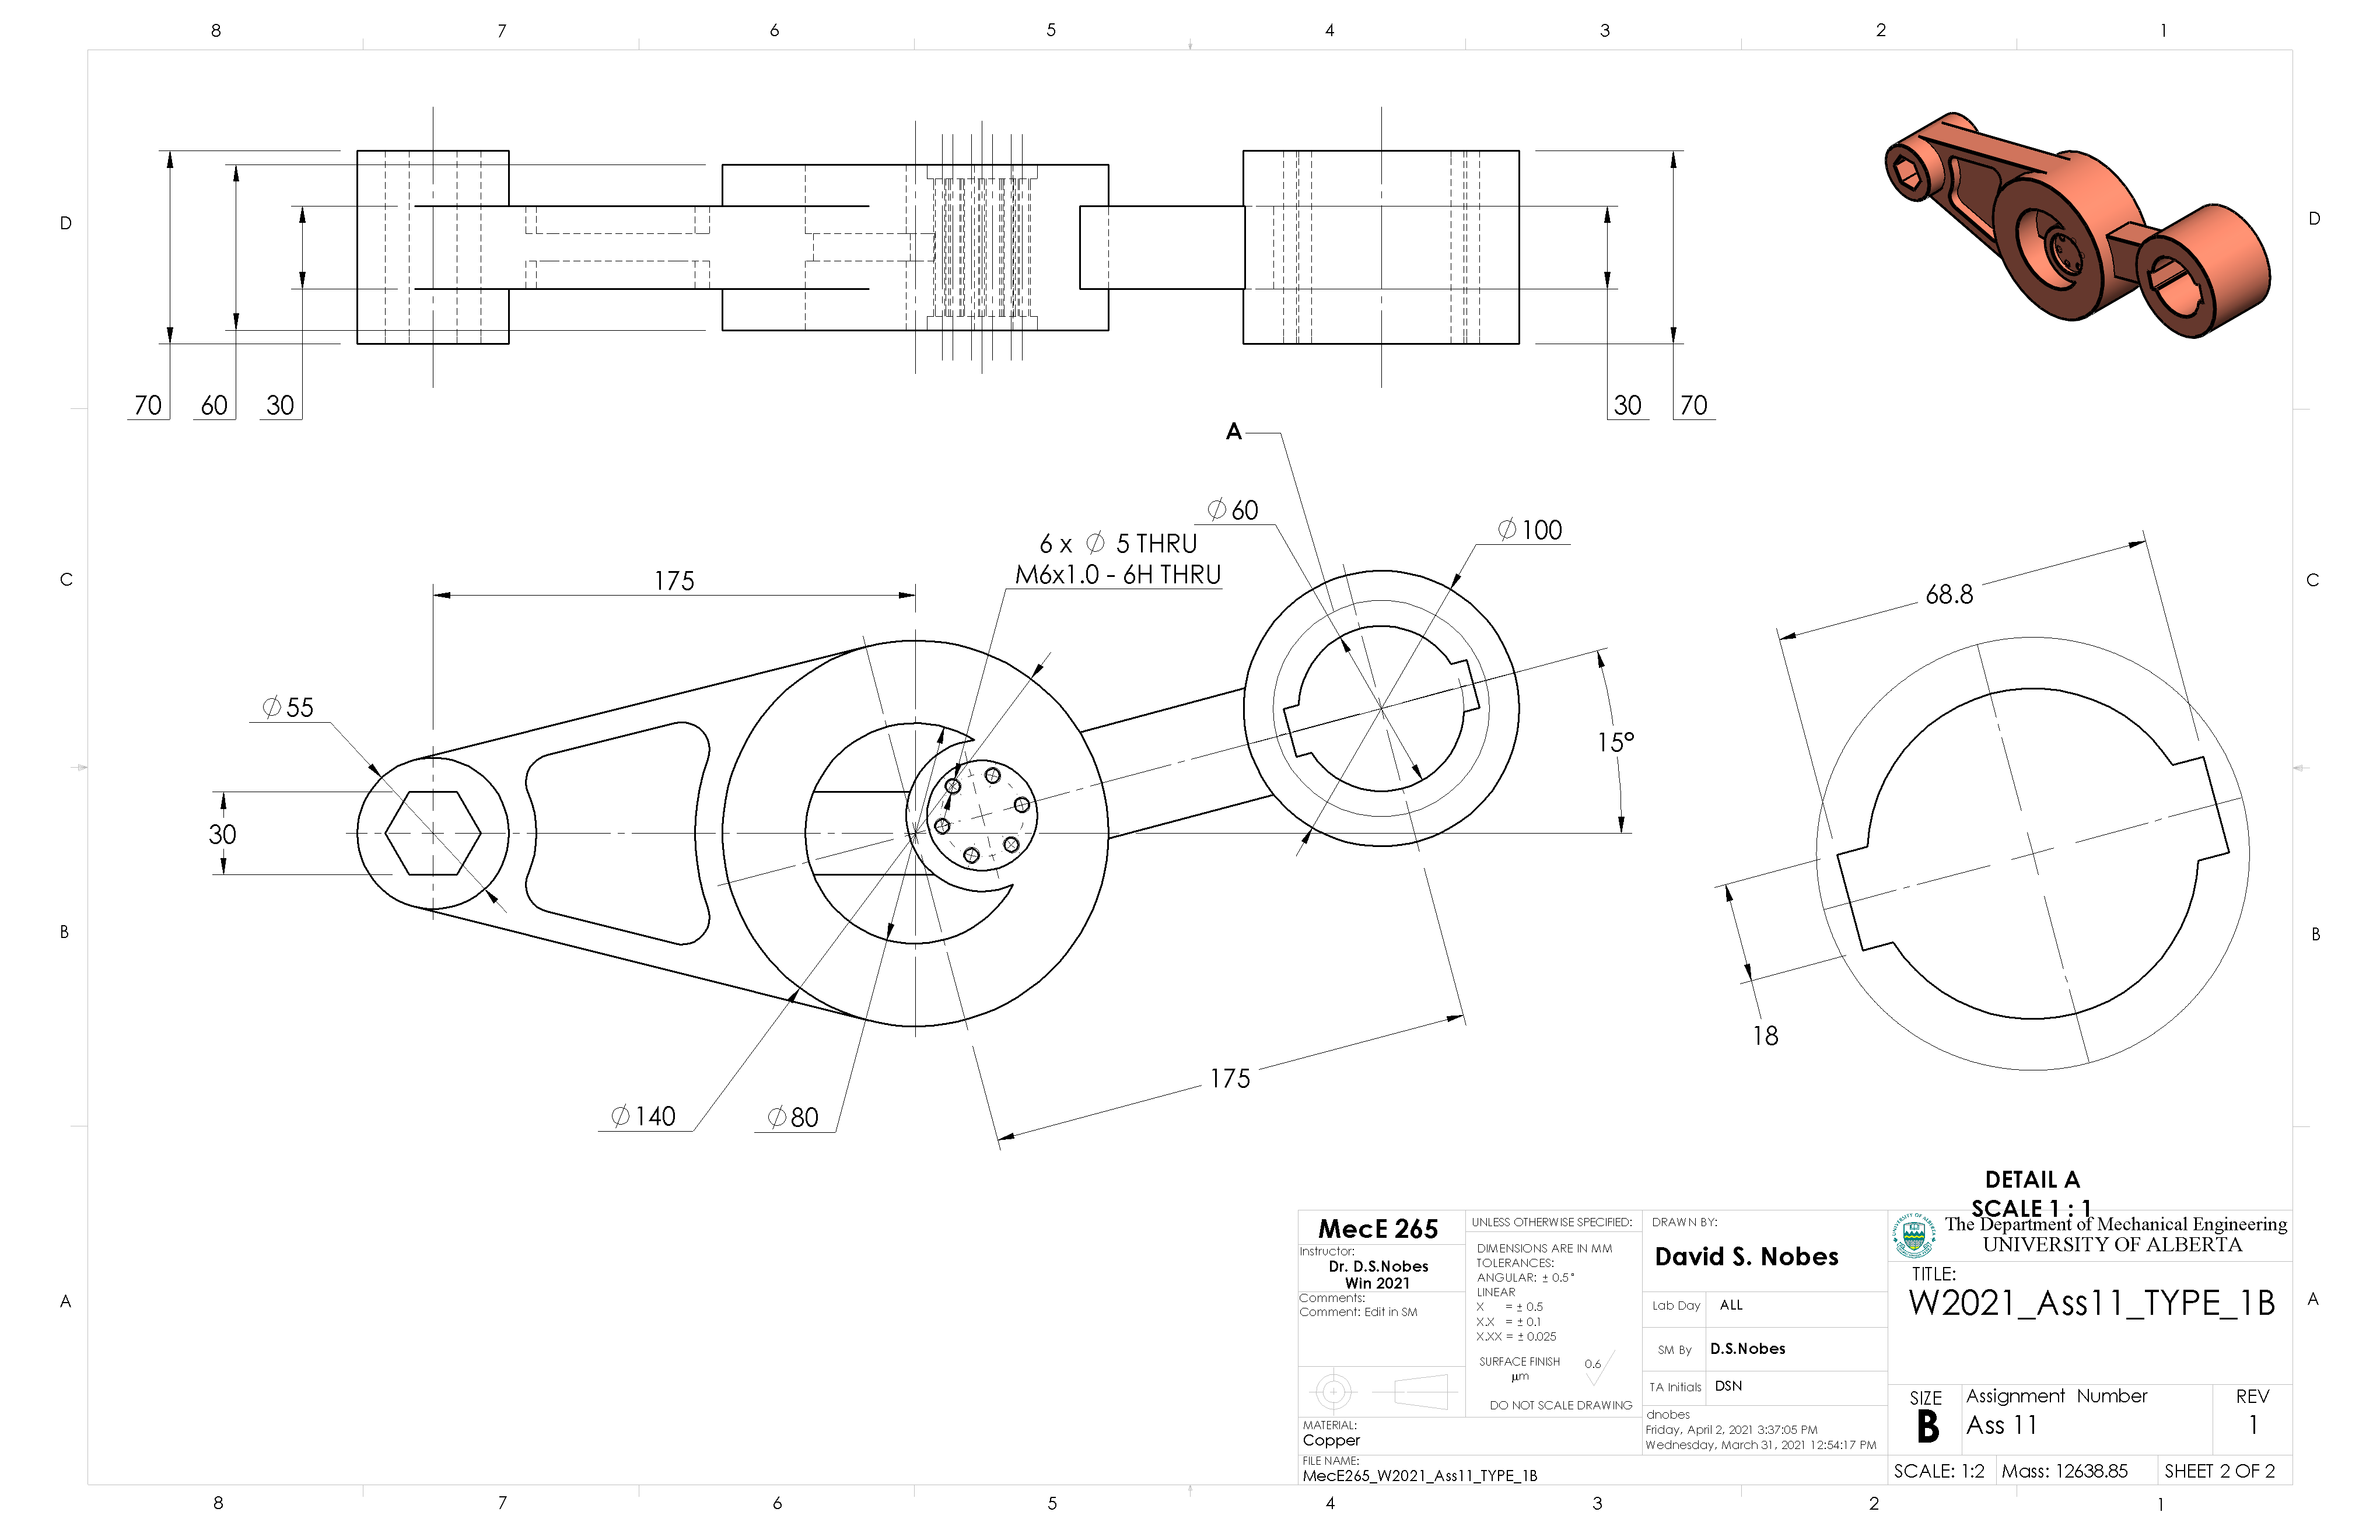 8 7 6 5 4 3 2 1
D
D
70 60 30
30 70
A
⌀60
⌀100
6 x ⌀ 5 THRU
M6x1.0 - 6H THRU
C
C
175
68.8
⌀55
15°
30
B
B
18
175
⌀140
⌀80
DETAIL A
SCALE 1 : 1
A
A
MecE 265
Instructor:
Dr. D.S.Nobes
Win 2021
Comments:
Comment: Edit in SM
MATERIAL:
Copper
FILE NAME:
MecE265_W2021_Ass11_TYPE_1B
UNLESS OTHERWISE SPECIFIED:
DIMENSIONS ARE IN MM
TOLERANCES:
ANGULAR: ± 0.5°
LINEAR
X = ± 0.5
X.X = ± 0.1
X.XX = ± 0.025
SURFACE FINISH 0.6
µm
DO NOT SCALE DRAWING
DRAWN BY:
David S. Nobes
Lab Day ALL
SM By D.S.Nobes
TA Initials DSN
dnobes
Friday, April 2, 2021 3:37:05 PM
Wednesday, March 31, 2021 12:54:17 PM
The Department of Mechanical Engineering
UNIVERSITY OF ALBERTA
TITLE:
W2021_Ass11_TYPE_1B
SIZE
B
Assignment Number
Ass 11
REV
1
SCALE: 1:2 Mass: 12638.85 SHEET 2 OF 2
8 7 6 5 4 3 2 1